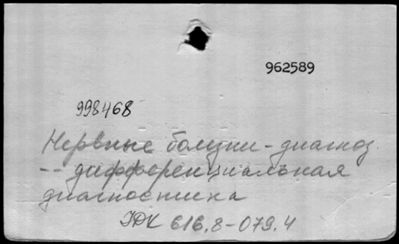 962589
998468
Нервные болезни - диагноз
-- дифференциальная
диагностика
УДК 616.8-079.4